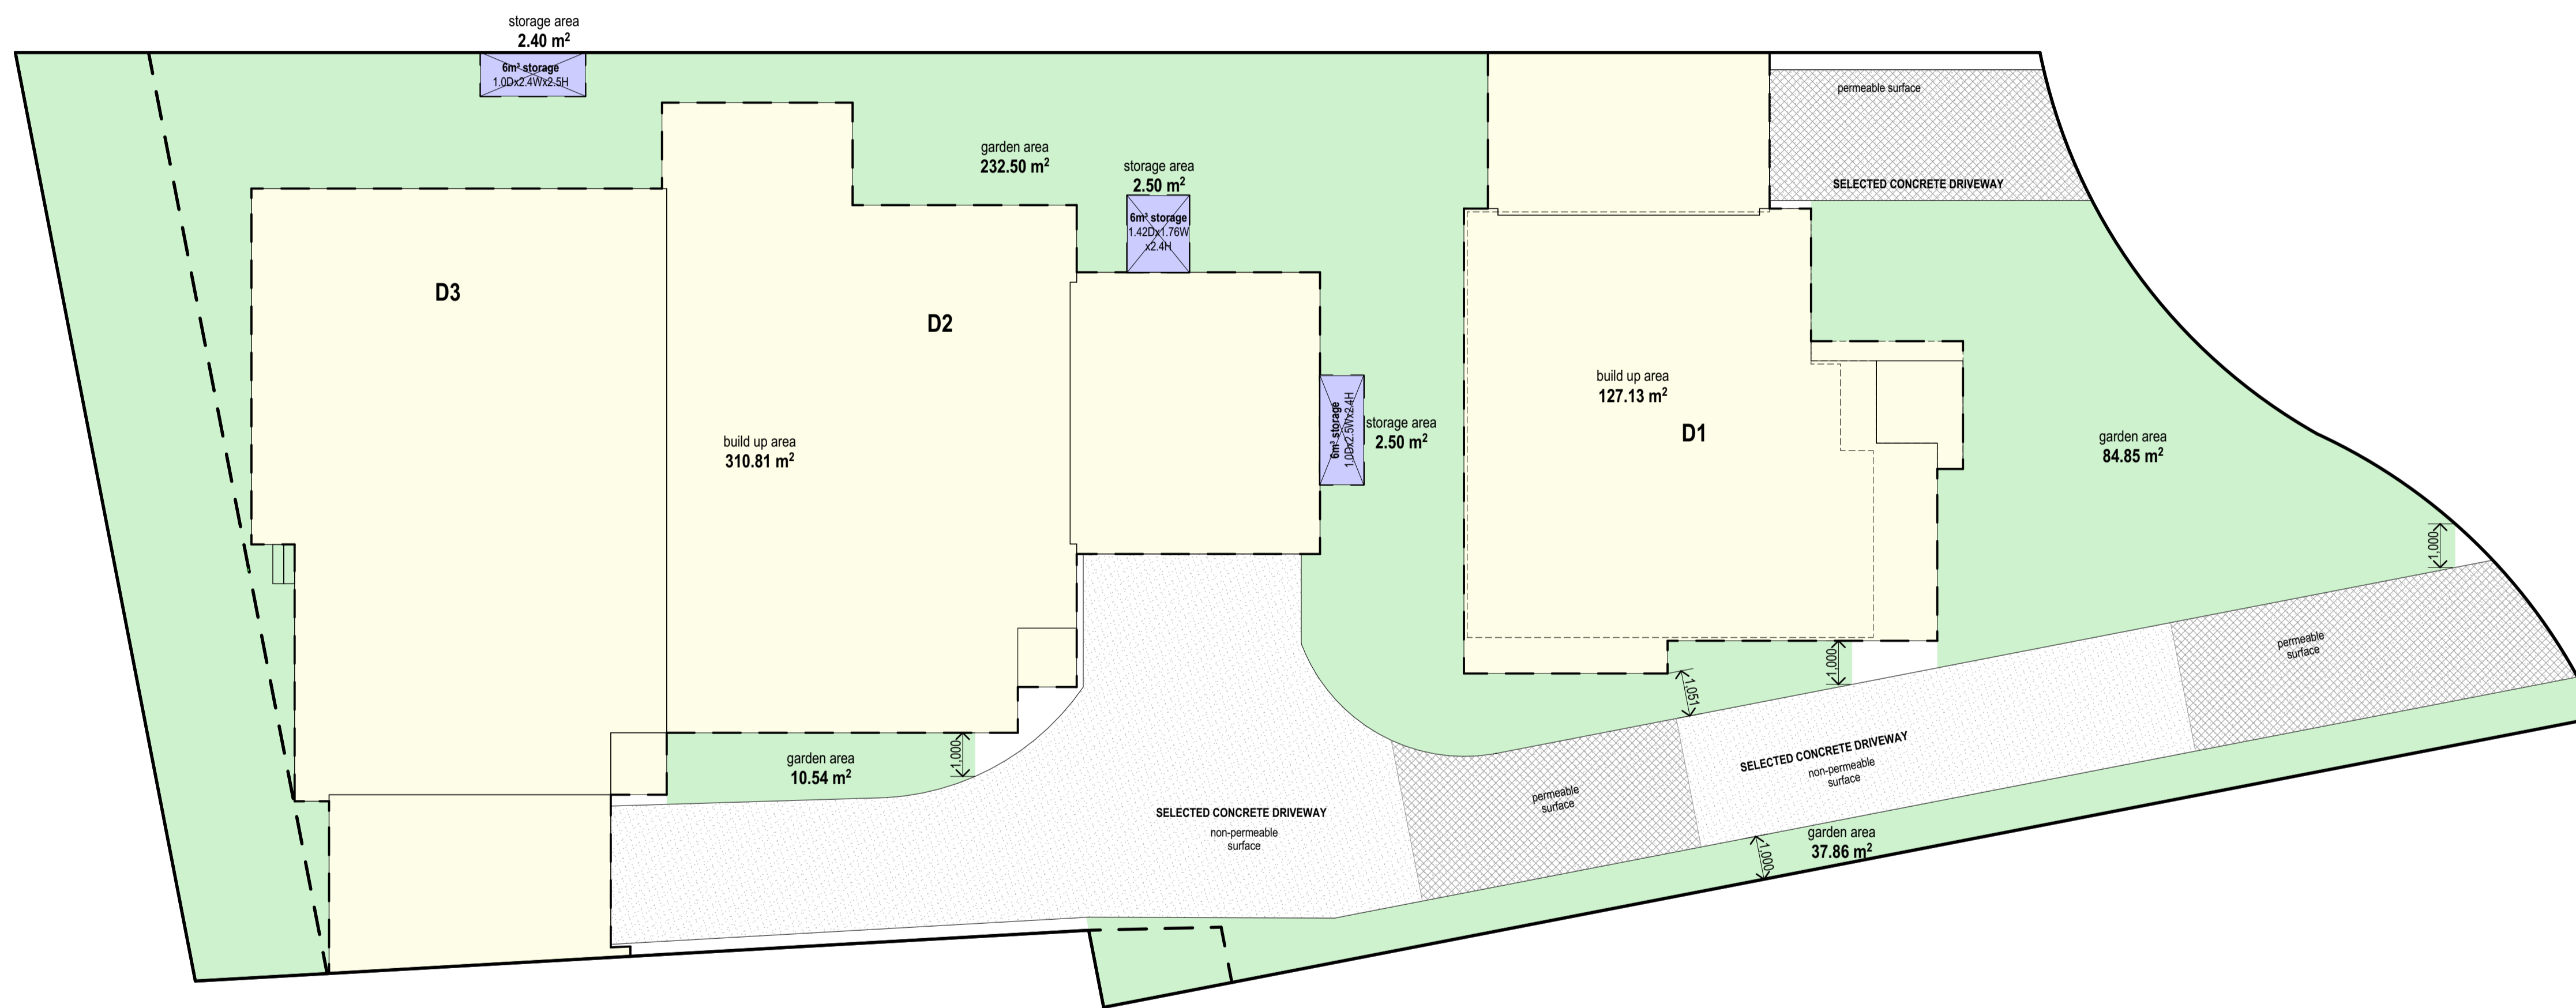 storage area
2.40 m²
6m³ storage
1.0Dx2.4Wx2.5H
permeable surface
SELECTED CONCRETE DRIVEWAY
garden area
232.50 m²
storage area
2.50 m²
6m³ storage
1.42Dx1.76W
x2.4H
D3
D2
build up area
310.81 m²
6m³ storage
1.0Dx2.5Wx2.4H
storage area
2.50 m²
build up area
127.13 m²
D1
garden area
84.85 m²
1,000
permeable
surface
1,000
1,051
garden area
10.54 m²
1,000
SELECTED CONCRETE DRIVEWAY
non-permeable
surface
permeable
surface
SELECTED CONCRETE DRIVEWAY
non-permeable
surface
garden area
37.86 m²
1,000